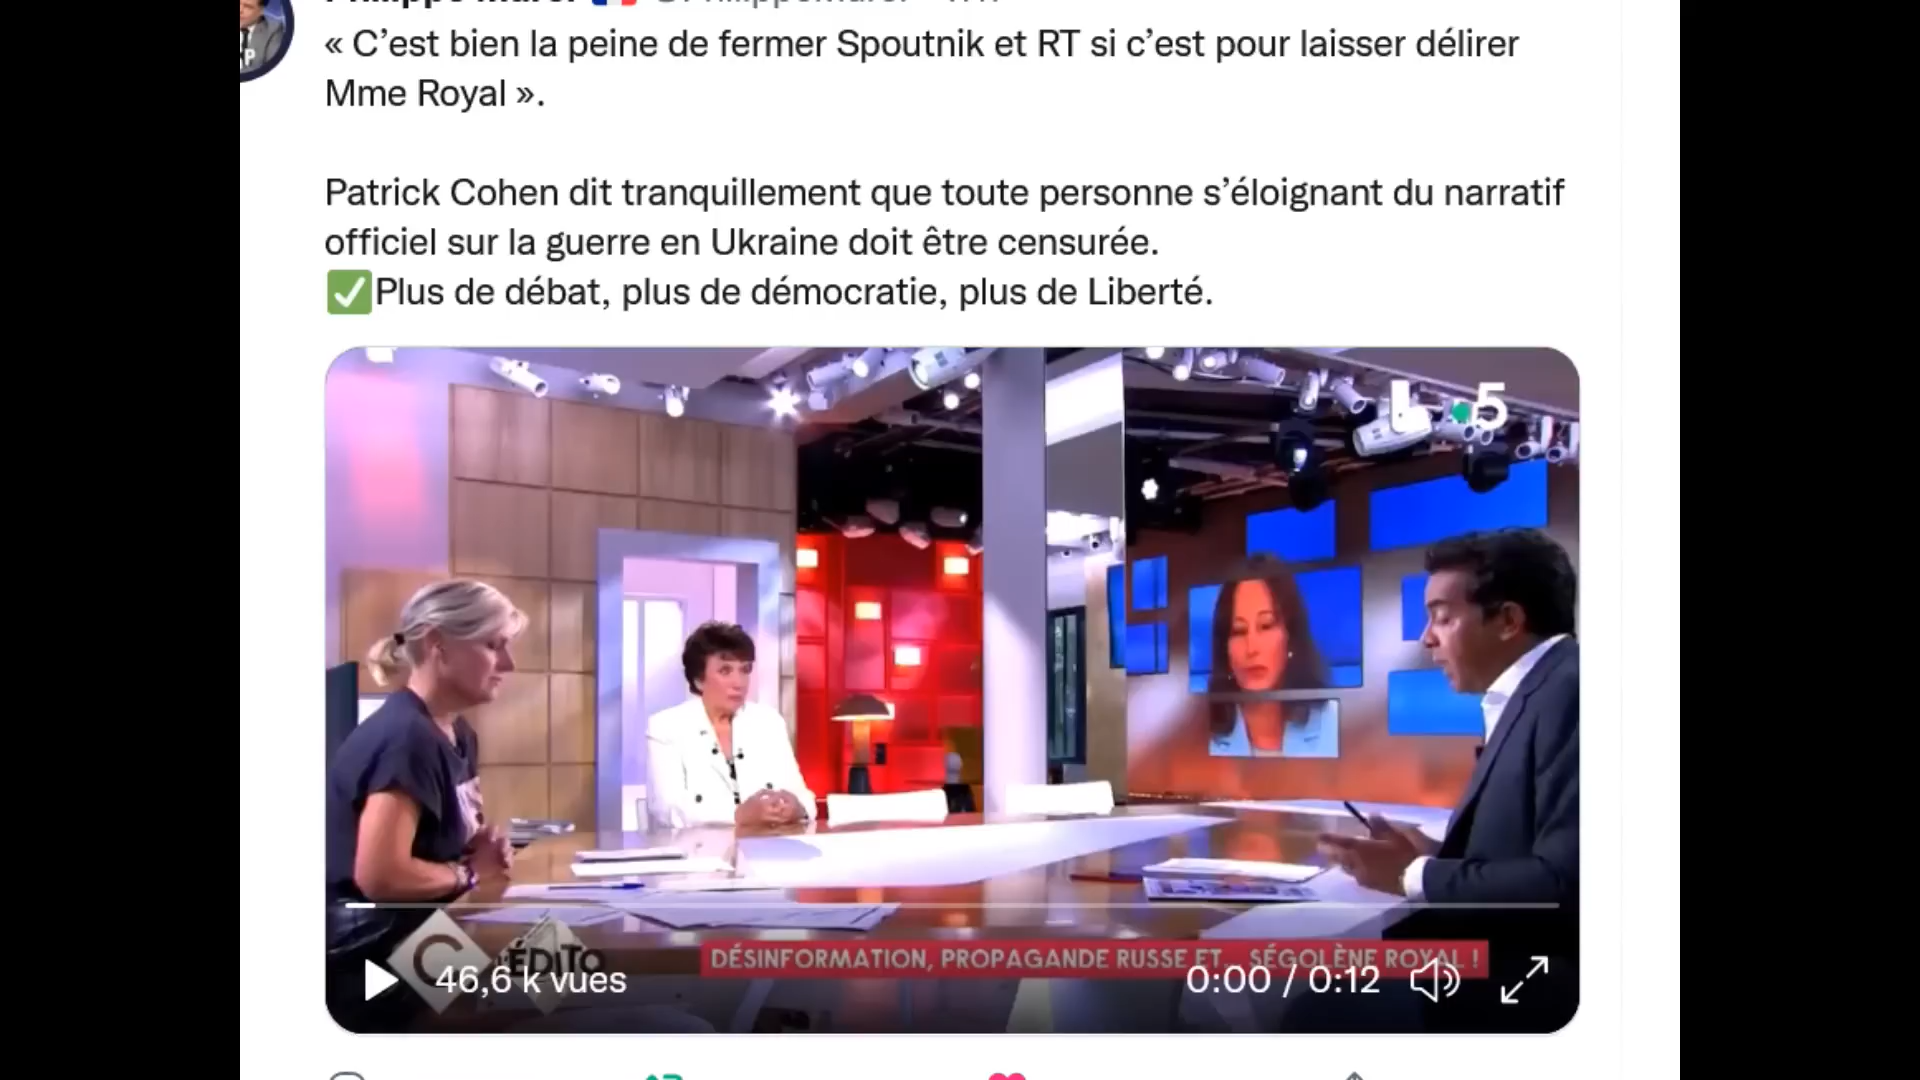 « C’est bien la peine de fermer Spoutnik et RT si c’est pour laisser délirer
Mme Royal ».
Patrick Cohen dit tranquillement que toute personne s’éloignant du narratif
officiel sur la guerre en Ukraine doit être censurée.
✅Plus de débat, plus de démocratie, plus de Liberté.
5
C L'ÉDITO
DÉSINFORMATION, PROPAGANDE RUSSE ET... SÉGOLÈNE ROYAL !
46,6 k vues
0:00 / 0:12